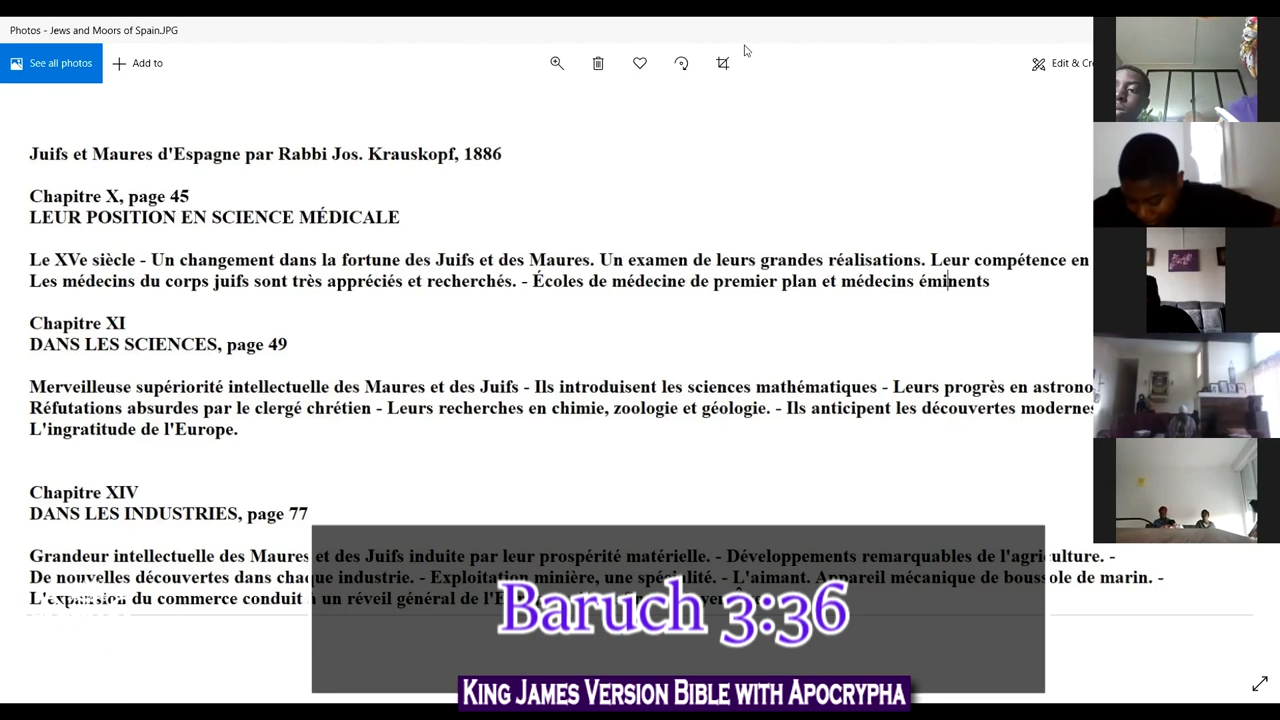 Photos - Jews and Moors of Spain.JPG
See all photos
Add to
Edit & Cr
Juifs et Maures d'Espagne par Rabbi Jos. Krauskopf, 1886
Chapitre X, page 45
LEUR POSITION EN SCIENCE MÉDICALE
Le XVe siècle - Un changement dans la fortune des Juifs et des Maures. Un examen de leurs grandes réalisations. Leur compétence en
Les médecins du corps juifs sont très appréciés et recherchés. - Écoles de médecine de premier plan et médecins éminents
Chapitre XI
DANS LES SCIENCES, page 49
Merveilleuse supériorité intellectuelle des Maures et des Juifs - Ils introduisent les sciences mathématiques - Leurs progrès en astrono
Réfutations absurdes par le clergé chrétien - Leurs recherches en chimie, zoologie et géologie. - Ils anticipent les découvertes modernes
L'ingratitude de l'Europe.
Chapitre XIV
DANS LES INDUSTRIES, page 77
Grandeur intellectuelle des Maures et des Juifs induite par leur prospérité matérielle. - Développements remarquables de l'agriculture. -
De nouvelles découvertes dans chaque industrie. - Exploitation minière, une spécialité. - L'aimant. Appareil mécanique de boussole de marin. -
L'expansion du commerce conduit à un réveil général de
Baruch 3:36
King James Version Bible with Apocrypha